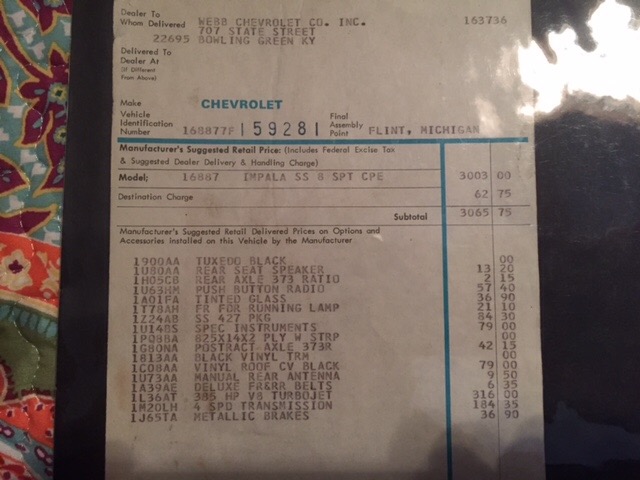 Dealer To
Whom Delivered WEBB CHEVROLET CO. INC. 163736
707 STATE STREET
22695 BOWLING GREEN KY
Delivered To
Dealer At
(If Different
From Above)
Make CHEVROLET
Vehicle
Identification
Number 168877F 159281 Final
Assembly
Point FLINT, MICHIGAN
Manufacturer's Suggested Retail Price: (Includes Federal Excise Tax
& Suggested Dealer Delivery & Handling Charge)
Model; 16887 IMPALA SS 8 SPT CPE 3003 00
Destination Charge 62 75
Subtotal 3065 75
Manufacturer's Suggested Retail Delivered Prices on Options and
Accessories Installed on this Vehicle by the Manufacturer
1900AA TUXEDO BLACK 00
1U80AA REAR SEAT SPEAKER 13 20
1H05CB REAR AXLE 373 RATIO 2 15
1U63HM PUSH BUTTON RADIO 57 40
1A01FA TINTED GLASS 36 90
1T78AH FR FOR RUNNING LAMP 21 10
1Z24AB SS 427 PKG 84 30
1U14BS SPEC INSTRUMENTS 79 00
1P088A 825X14X2 PLY W STRP 00
1G80NA POSTRACT-AXLE 373R 42 15
1813AA BLACK VINYL TRM 00
1C08AA VINYL ROOF CV BLACK 79 00
1U73AA MANUAL REAR ANTENNA 9 50
1A39AE DELUXE FR&RR BELTS 6 35
1L36AT 385 HP V8 TURBOJET 316 00
1M20LH 4 SPD TRANSMISSION 184 35
1J65TA METALLIC BRAKES 36 90